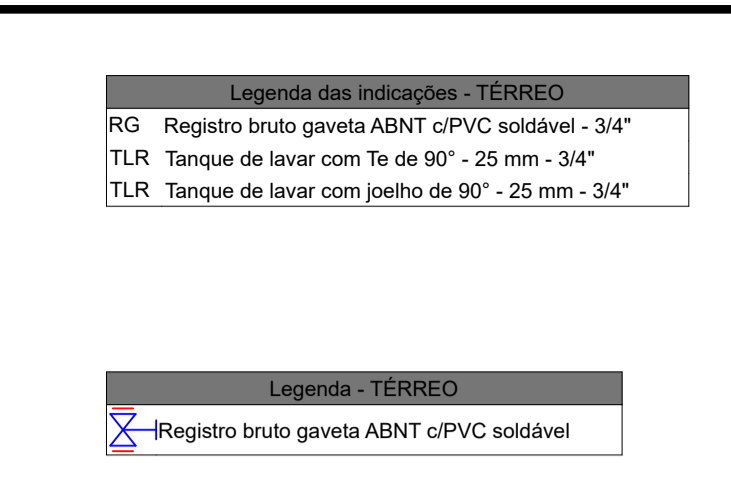 Legenda das indicações - TÉRREO
RG Registro bruto gaveta ABNT c/PVC soldável - 3/4"
TLR Tanque de lavar com Te de 90° - 25 mm - 3/4"
TLR Tanque de lavar com joelho de 90° - 25 mm - 3/4"
Legenda - TÉRREO
Registro bruto gaveta ABNT c/PVC soldável